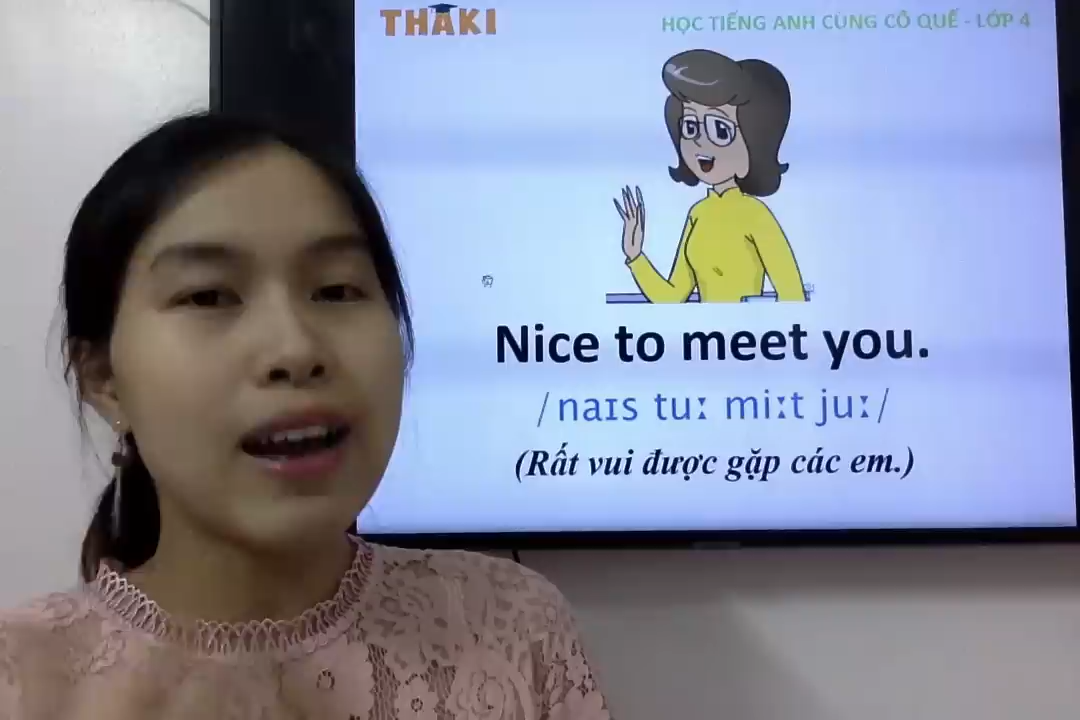 THAKI
HỌC TIẾNG ANH CÙNG CÔ QUẾ - LỚP 4
Nice to meet you.
/naɪs tuː miːt juː/
(Rất vui được gặp các em.)